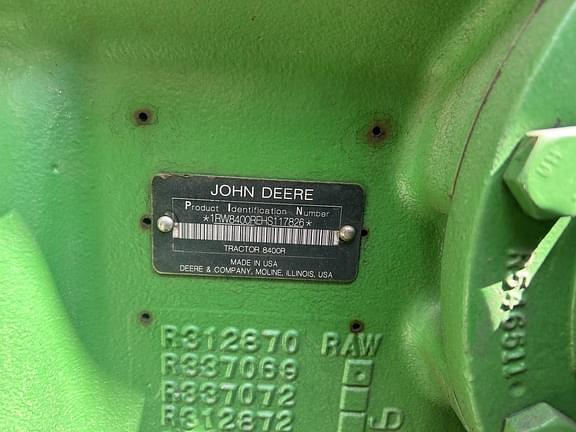 JOHN DEERE
Product Identification Number
*1RW8400REHS117826*
TRACTOR 8400R
MADE IN USA
DEERE & COMPANY, MOLINE, ILLINOIS, USA
R312870 RAW
R337069
R337072
R312872